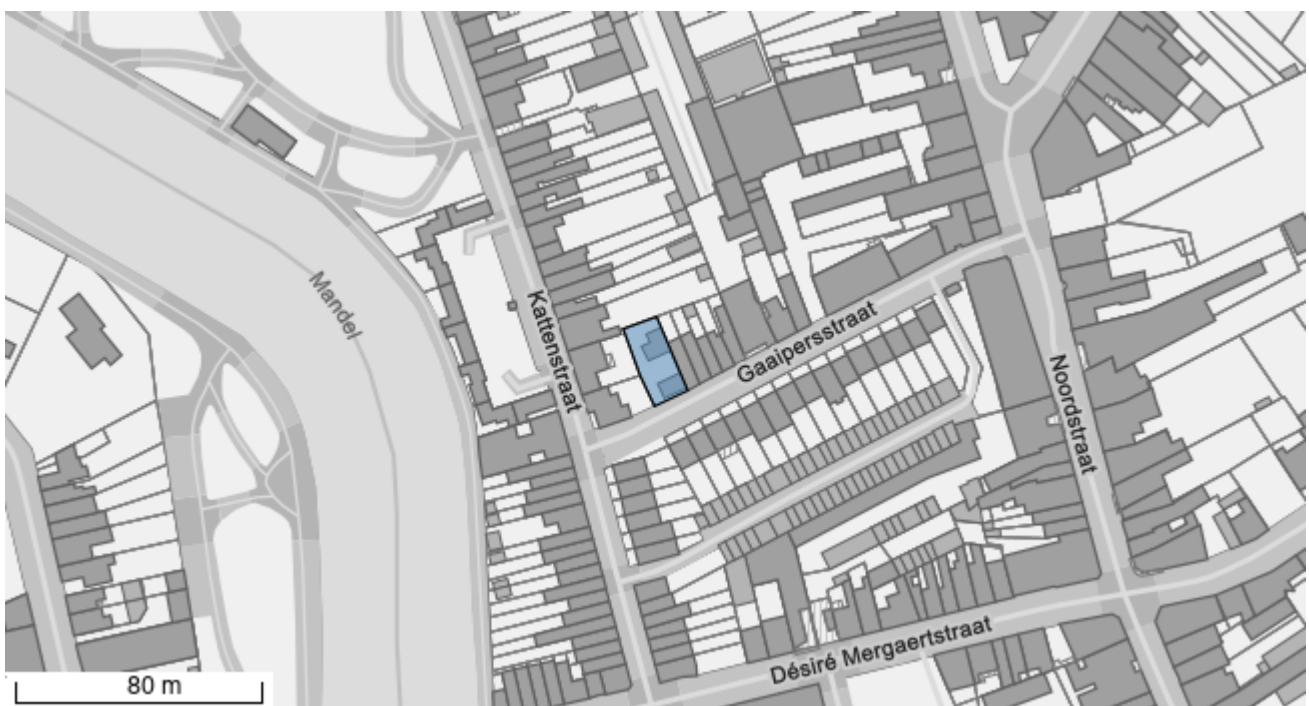 Mandel
Kattenstraat
Gaaipersstraat
Noordstraat
Désiré Mergaertstraat
80 m